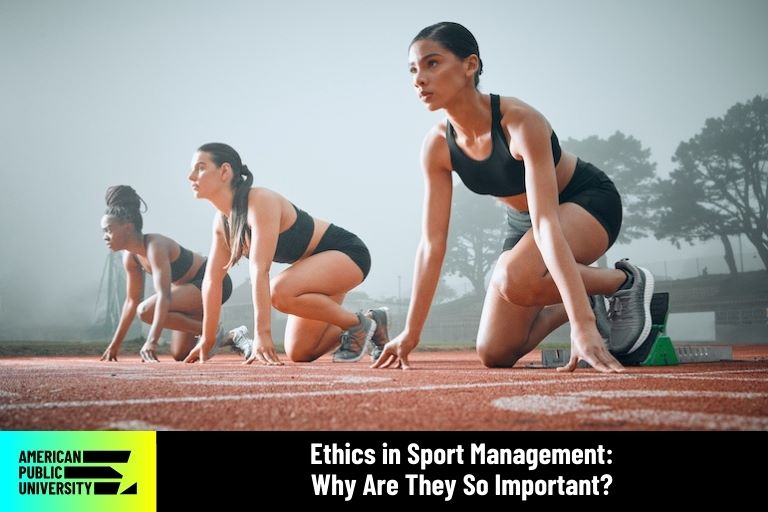 AMERICAN
PUBLIC
UNIVERSITY
Ethics in Sport Management:
Why Are They So Important?